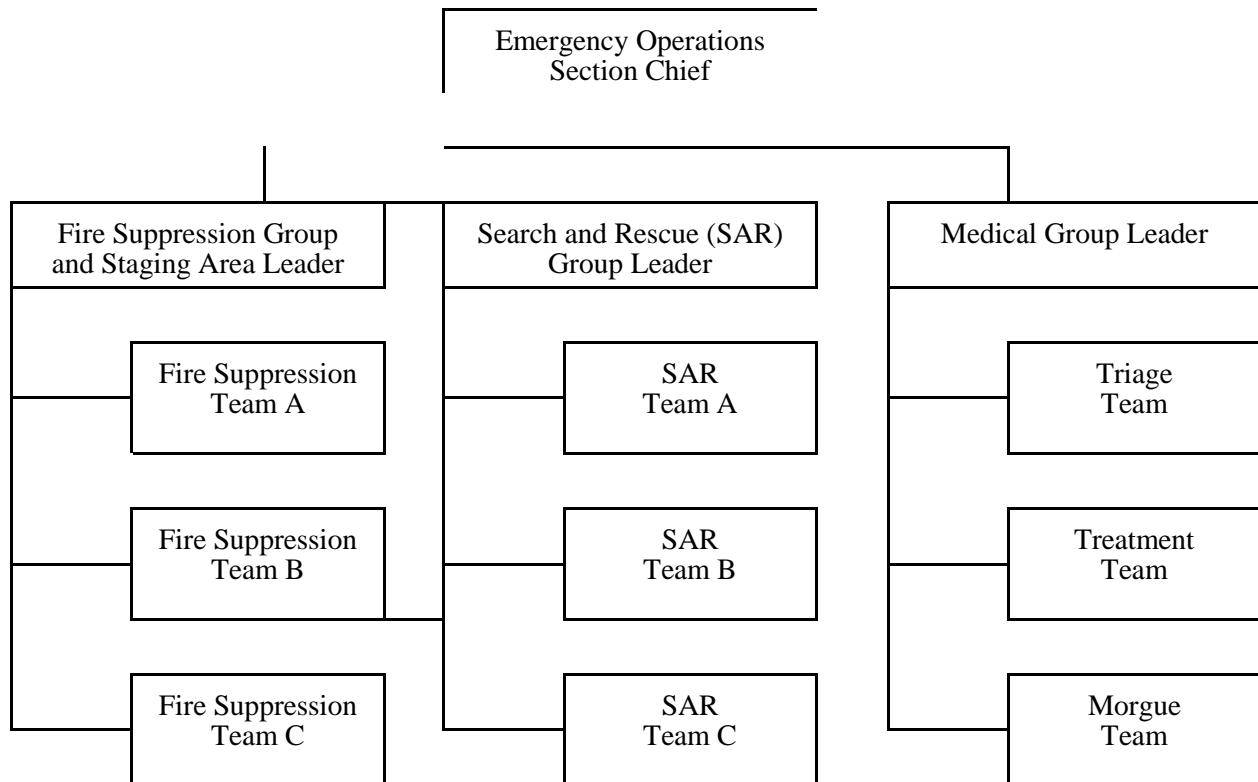 Emergency Operations
Section Chief
Fire Suppression Group
and Staging Area Leader
Search and Rescue (SAR)
Group Leader
Medical Group Leader
Fire Suppression
Team A
SAR
Team A
Triage
Team
Fire Suppression
Team B
SAR
Team B
Treatment
Team
Fire Suppression
Team C
SAR
Team C
Morgue
Team